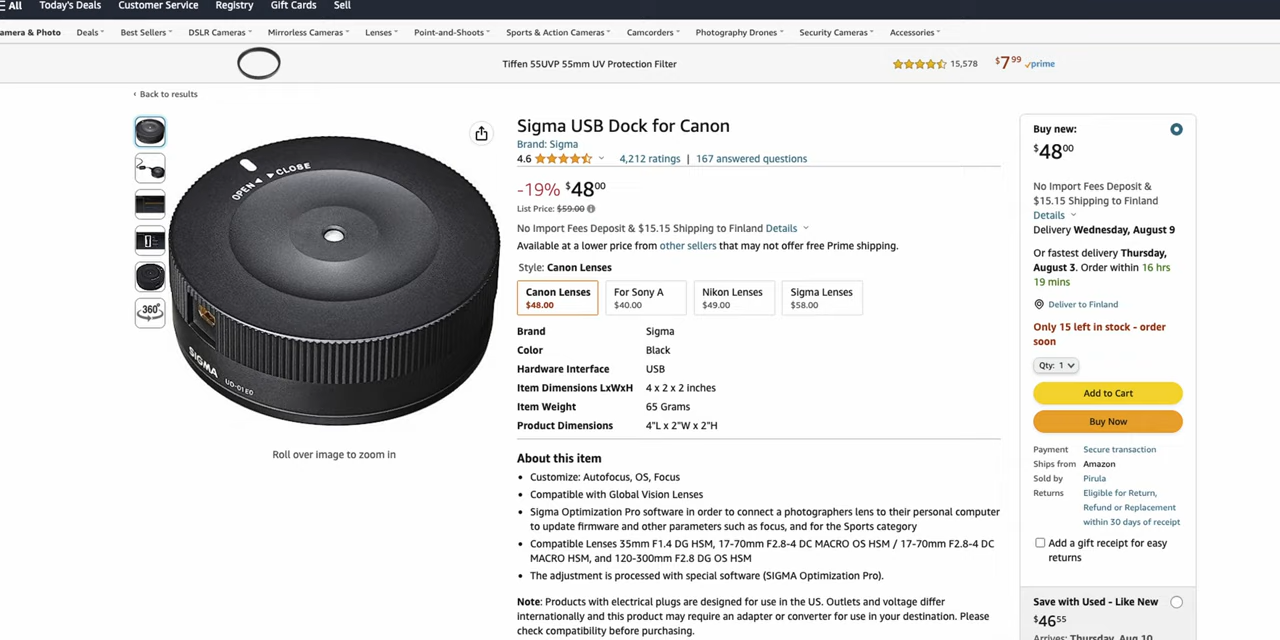 All Today's Deals Customer Service Registry Gift Cards Sell
amera & Photo Deals Best Sellers DSLR Cameras Mirrorless Cameras Lenses Point-and-Shoots Sports & Action Cameras Camcorders Photography Drones Security Cameras Accessories
Tiffen 55UVP 55mm UV Protection Filter 15,578 $7.99 prime
‹ Back to results
OPEN ◄ ►CLOSE
SIGMA UD-01 EO
360°
Roll over image to zoom in
Sigma USB Dock for Canon
Brand: Sigma
4.6 4,212 ratings | 167 answered questions
-19% $48.00
List Price: $59.00
No Import Fees Deposit & $15.15 Shipping to Finland Details
Available at a lower price from other sellers that may not offer free Prime shipping.
Style: Canon Lenses
Canon Lenses For Sony A Nikon Lenses Sigma Lenses
$48.00 $40.00 $49.00 $58.00
Brand Sigma
Color Black
Hardware Interface USB
Item Dimensions LxWxH 4 x 2 x 2 inches
Item Weight 65 Grams
Product Dimensions 4"L x 2"W x 2"H
About this item
• Customize: Autofocus, OS, Focus
• Compatible with Global Vision Lenses
• Sigma Optimization Pro software in order to connect a photographers lens to their personal computer
to update firmware and other parameters such as focus, and for the Sports category
• Compatible Lenses 35mm F1.4 DG HSM, 17-70mm F2.8-4 DC MACRO OS HSM / 17-70mm F2.8-4 DC
MACRO HSM, and 120-300mm F2.8 DG OS HSM
• The adjustment is processed with special software (SIGMA Optimization Pro).
Note: Products with electrical plugs are designed for use in the US. Outlets and voltage differ
internationally and this product may require an adapter or converter for use in your destination. Please
check compatibility before purchasing.
Buy new:
$48.00
No Import Fees Deposit &
$15.15 Shipping to Finland
Details
Delivery Wednesday, August 9
Or fastest delivery Thursday,
August 3. Order within 16 hrs
19 mins
Deliver to Finland
Only 15 left in stock - order
soon
Qty: 1
Add to Cart
Buy Now
Payment Secure transaction
Ships from Amazon
Sold by Pirula
Returns Eligible for Return,
Refund or Replacement
within 30 days of receipt
Add a gift receipt for easy
returns
Save with Used - Like New
$46.55
Arrives: Thursday, Aug 10